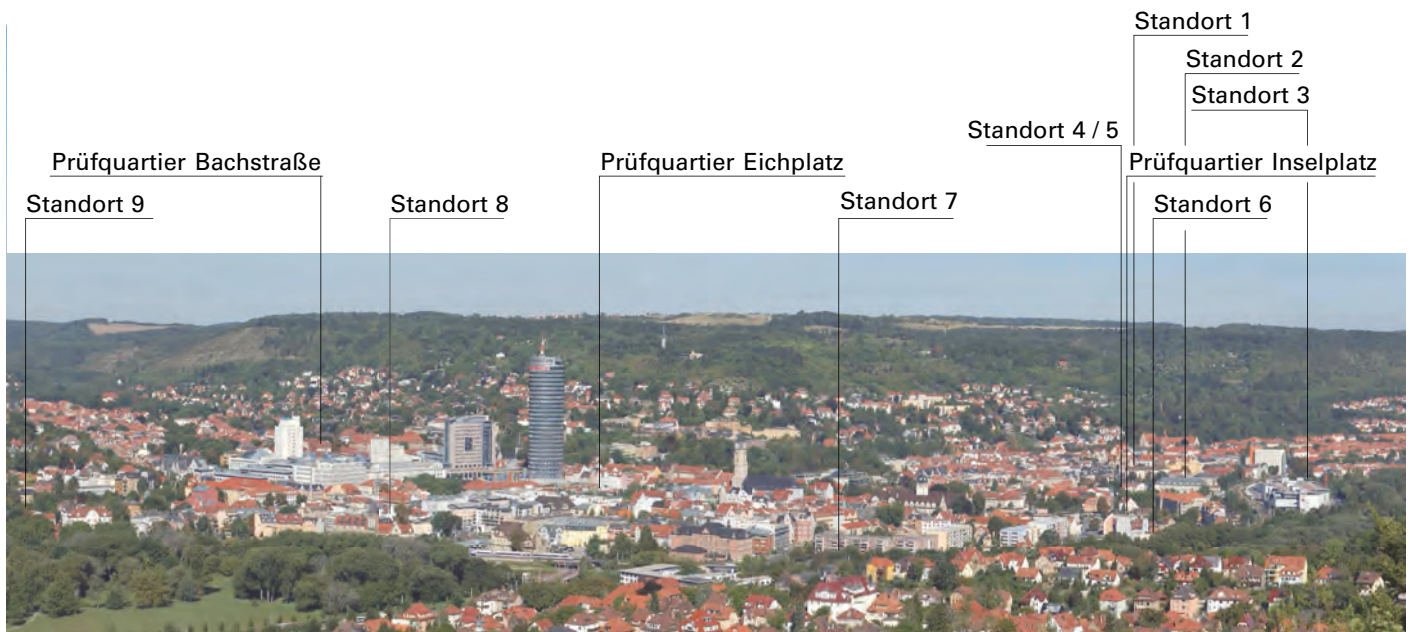 Standort 1
Standort 2
Standort 3
Standort 4 / 5
Prüfquartier Bachstraße
Prüfquartier Eichplatz
Prüfquartier Inselplatz
Standort 9
Standort 8
Standort 7
Standort 6